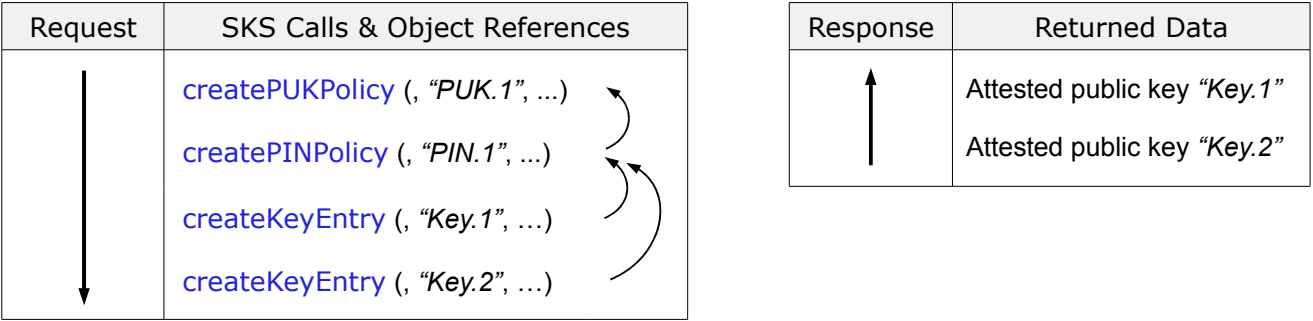 Request SKS Calls & Object References
createPUKPolicy (, “PUK.1”, ...)
createPINPolicy (, “PIN.1”, ...)
createKeyEntry (, “Key.1”, …)
createKeyEntry (, “Key.2”, …)
Response Returned Data
Attested public key “Key.1”
Attested public key “Key.2”